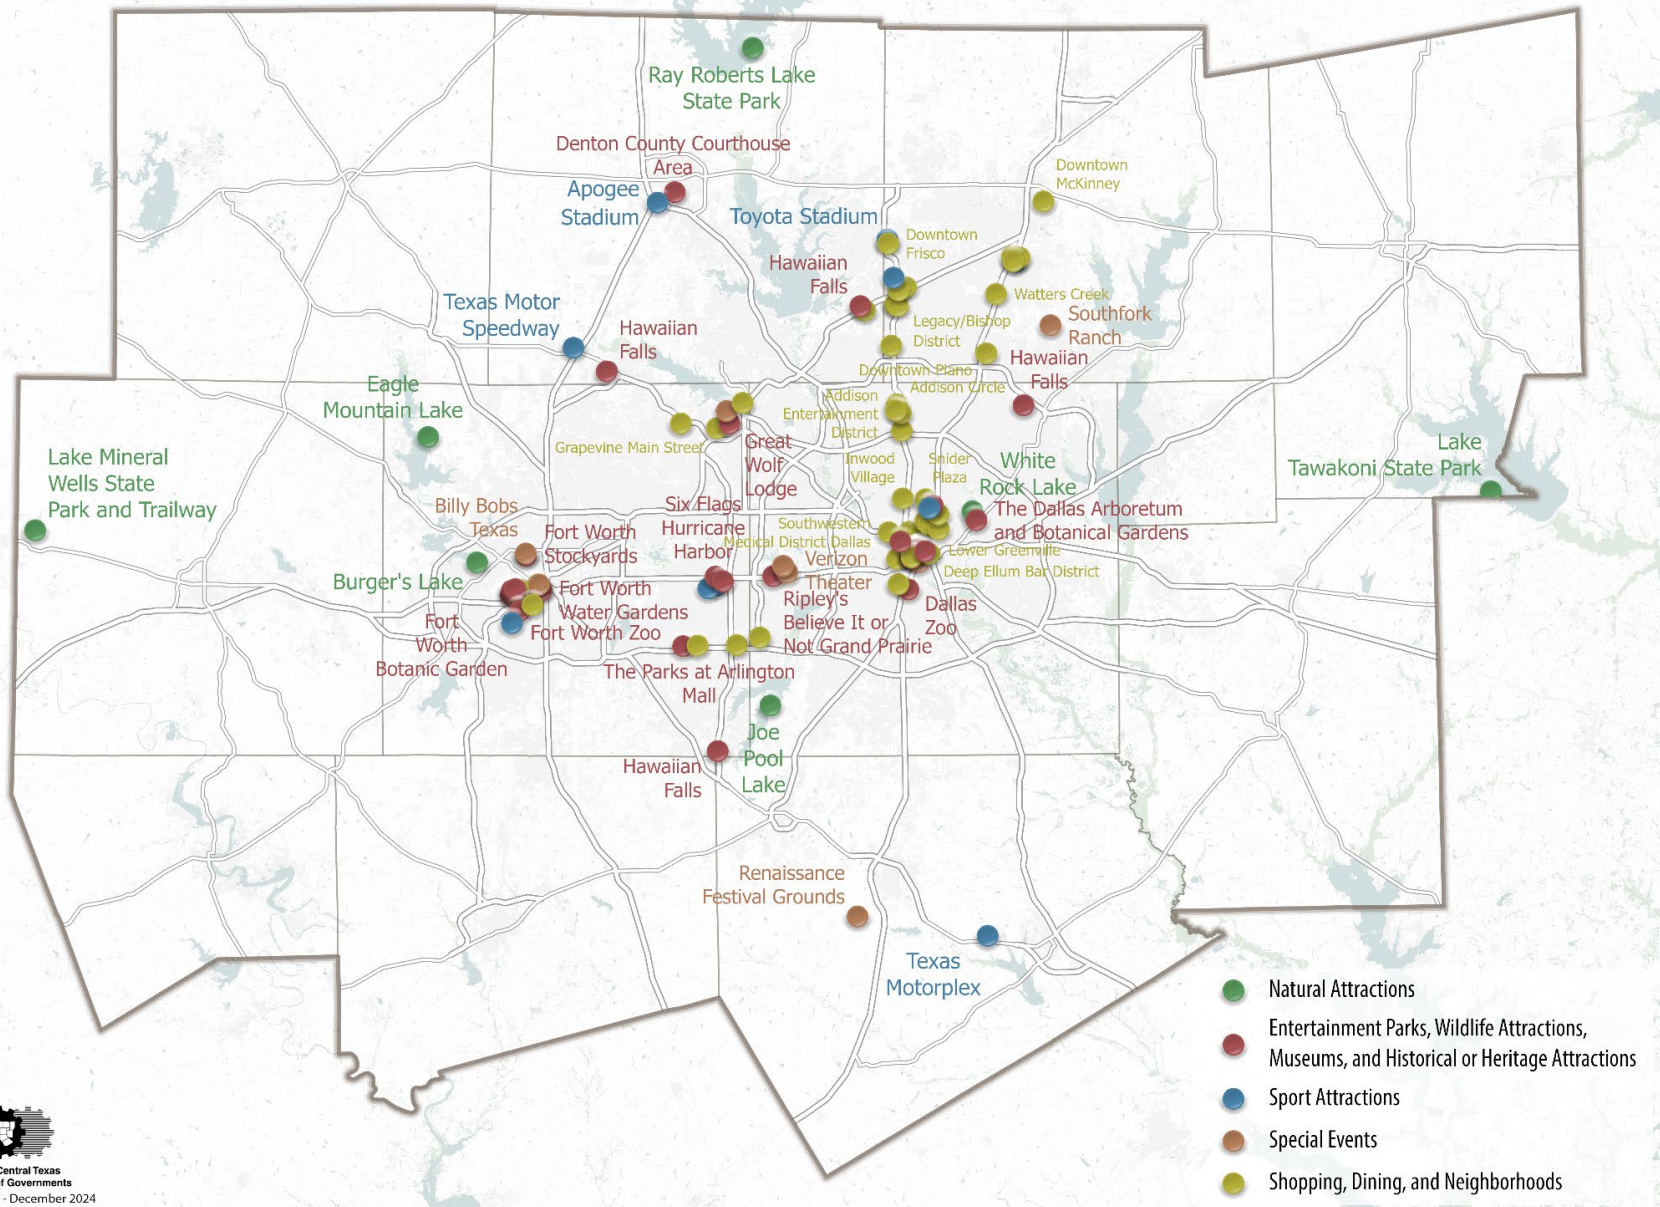 Ray Roberts Lake
State Park
Denton County Courthouse
Area
Apogee
Stadium
Downtown
McKinney
Toyota Stadium
Downtown
Frisco
Hawaiian
Falls
Texas Motor
Speedway
Hawaiian
Falls
Watters Creek
Southfork
Ranch
Legacy/Bishop
District
Hawaiian
Falls
Downtown Plano
Addison Circle
Eagle
Mountain Lake
Addison
Entertainment
District
Grapevine Main Street
Great
Wolf
Lodge
Lake Mineral
Wells State
Park and Trailway
Inwood
Village
Snider
Plaza
White
Rock Lake
Lake
Tawakoni State Park
Billy Bobs
Texas
Six Flags
Hurricane
Harbor
The Dallas Arboretum
and Botanical Gardens
Fort Worth
Stockyards
Southwestern
Medical District Dallas
Lower Greenville
Deep Ellum Bar District
Verizon
Theater
Burger's Lake
Fort Worth
Water Gardens
Ripley's
Believe It or
Not Grand Prairie
Dallas
Zoo
Fort
Worth
Botanic Garden
Fort Worth Zoo
The Parks at Arlington
Mall
Joe
Pool
Lake
Hawaiian
Falls
Renaissance
Festival Grounds
Texas
Motorplex
Natural Attractions
Entertainment Parks, Wildlife Attractions,
Museums, and Historical or Heritage Attractions
Sport Attractions
Special Events
Shopping, Dining, and Neighborhoods
Central Texas
of Governments
- December 2024